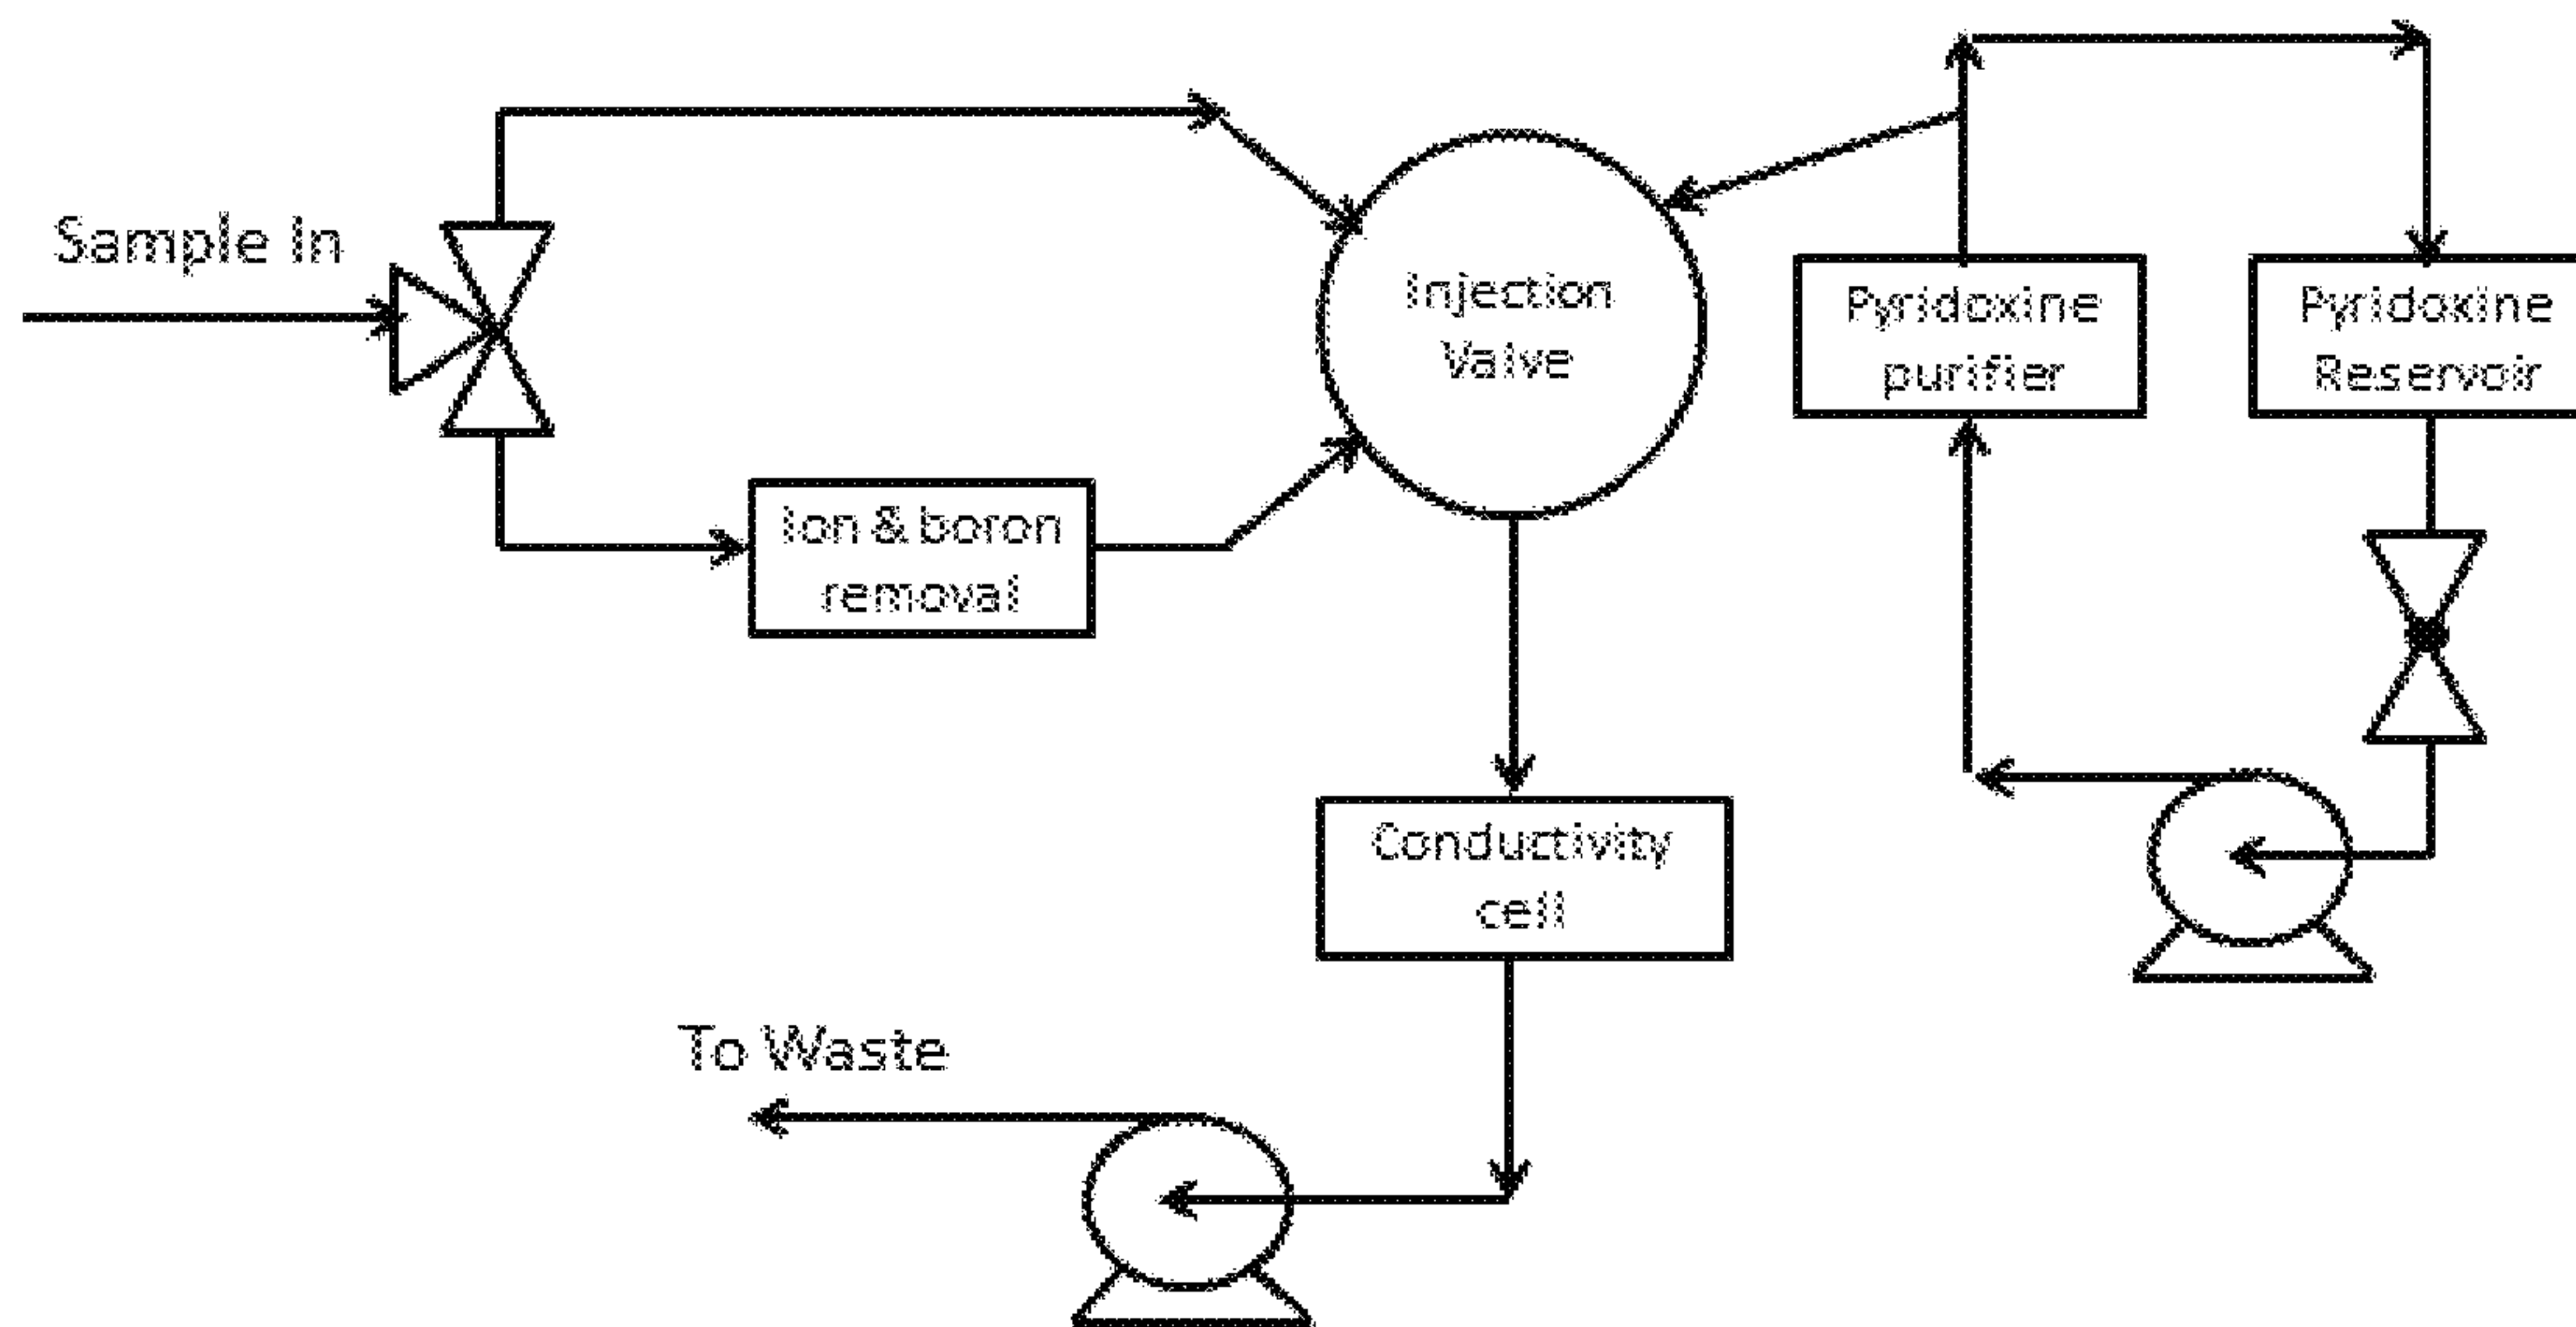 Sample In
Injection
Valve
Pyridoxine
purifier
Pyridoxine
Reservoir
Ion & boron
removal
Conductivity
cell
To Waste